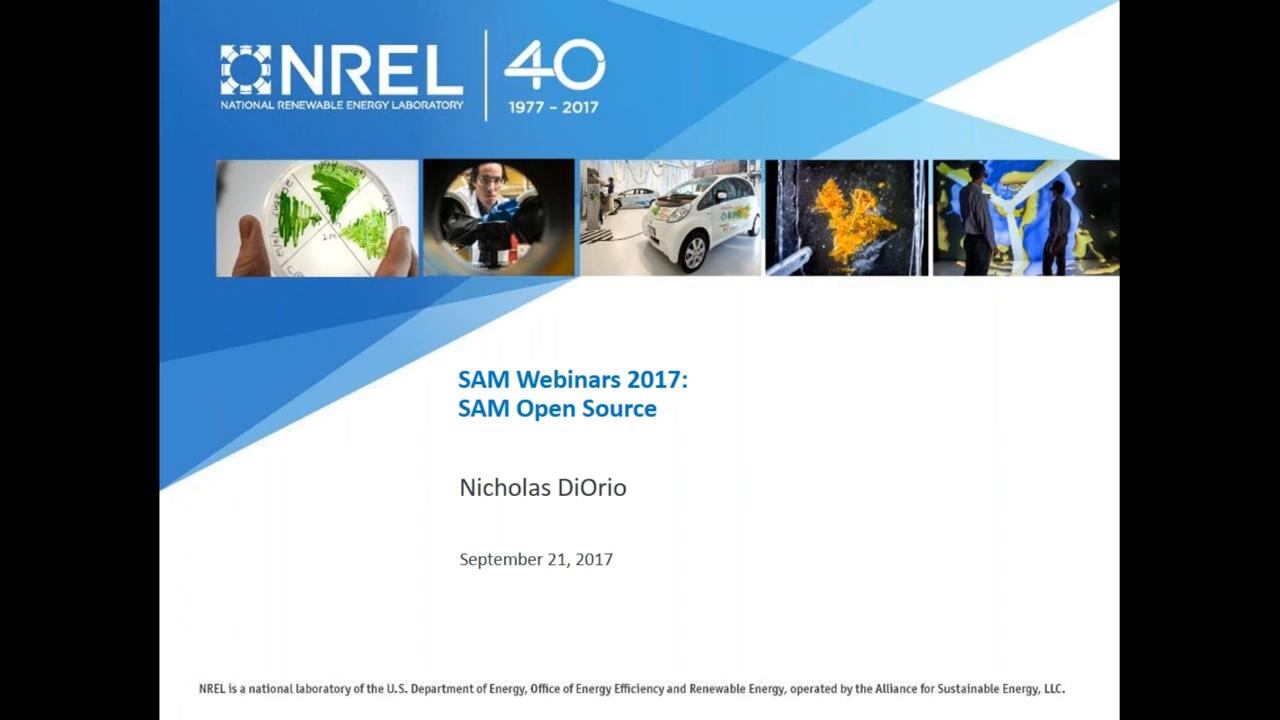 NREL
NATIONAL RENEWABLE ENERGY LABORATORY
40
1977 – 2017
SAM Webinars 2017:
SAM Open Source
Nicholas DiOrio
September 21, 2017
NREL is a national laboratory of the U.S. Department of Energy, Office of Energy Efficiency and Renewable Energy, operated by the Alliance for Sustainable Energy, LLC.